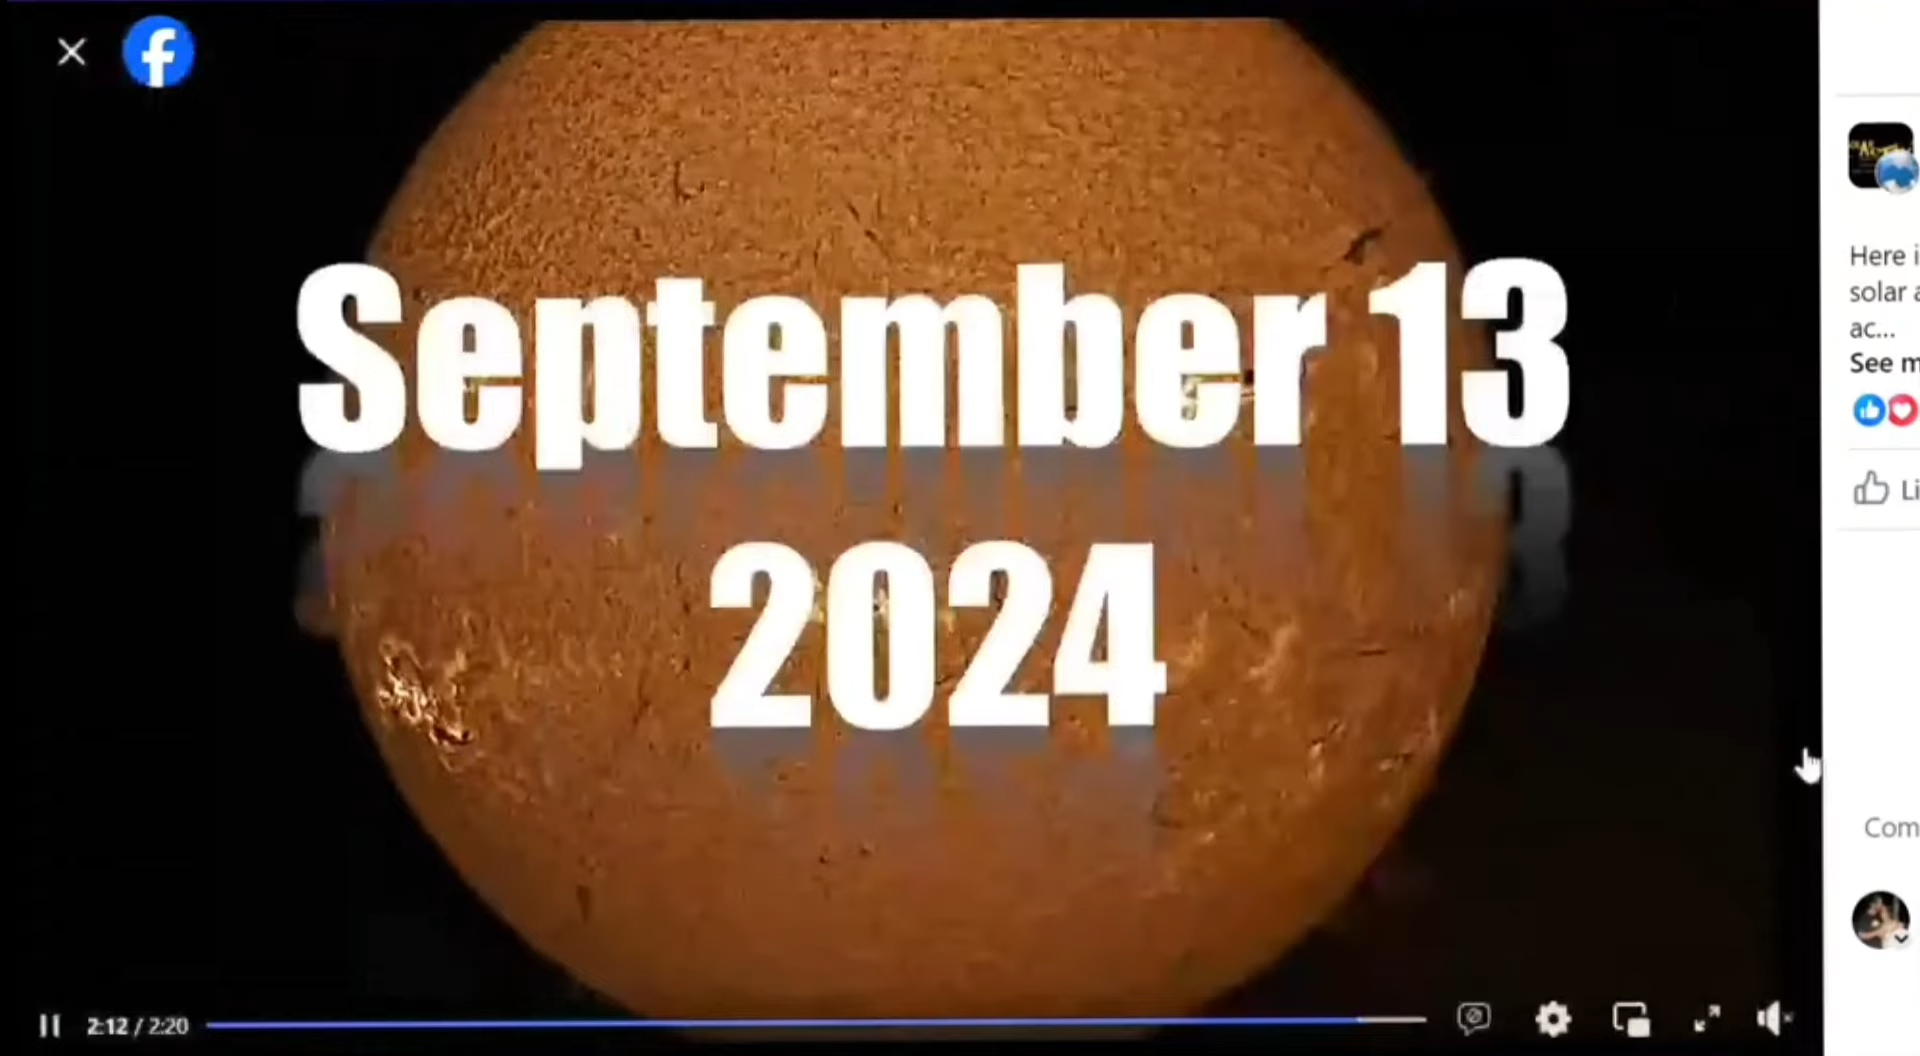 September 13
2024
2:12 / 2:20
Here i
solar a
ac...
See m
Li
Com